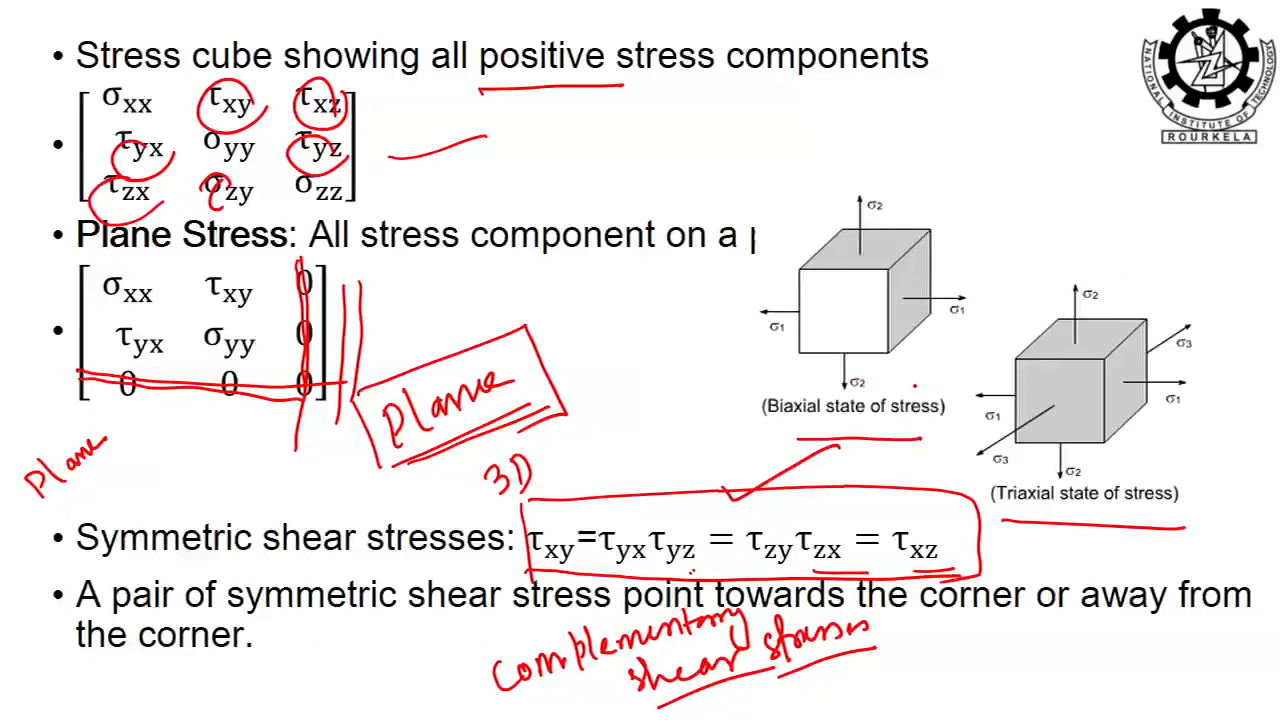 • Stress cube showing all positive stress components
• [ σxx τxy τxz
τyx σyy τyz
τzx σzy σzz ]
NATIONAL INSTITUTE OF TECHNOLOGY
ROURKELA
• Plane Stress: All stress component on a p
• [ σxx τxy 0
τyx σyy 0
0 0 0 ]
σ2
σ1
σ1
σ2
(Biaxial state of stress)
σ2
σ3
σ1
σ1
σ3
σ2
(Triaxial state of stress)
Plane
Plane
3D
• Symmetric shear stresses: τxy=τyxτyz = τzyτzx = τxz
• A pair of symmetric shear stress point towards the corner or away from
the corner.
Complementary
shear stresses